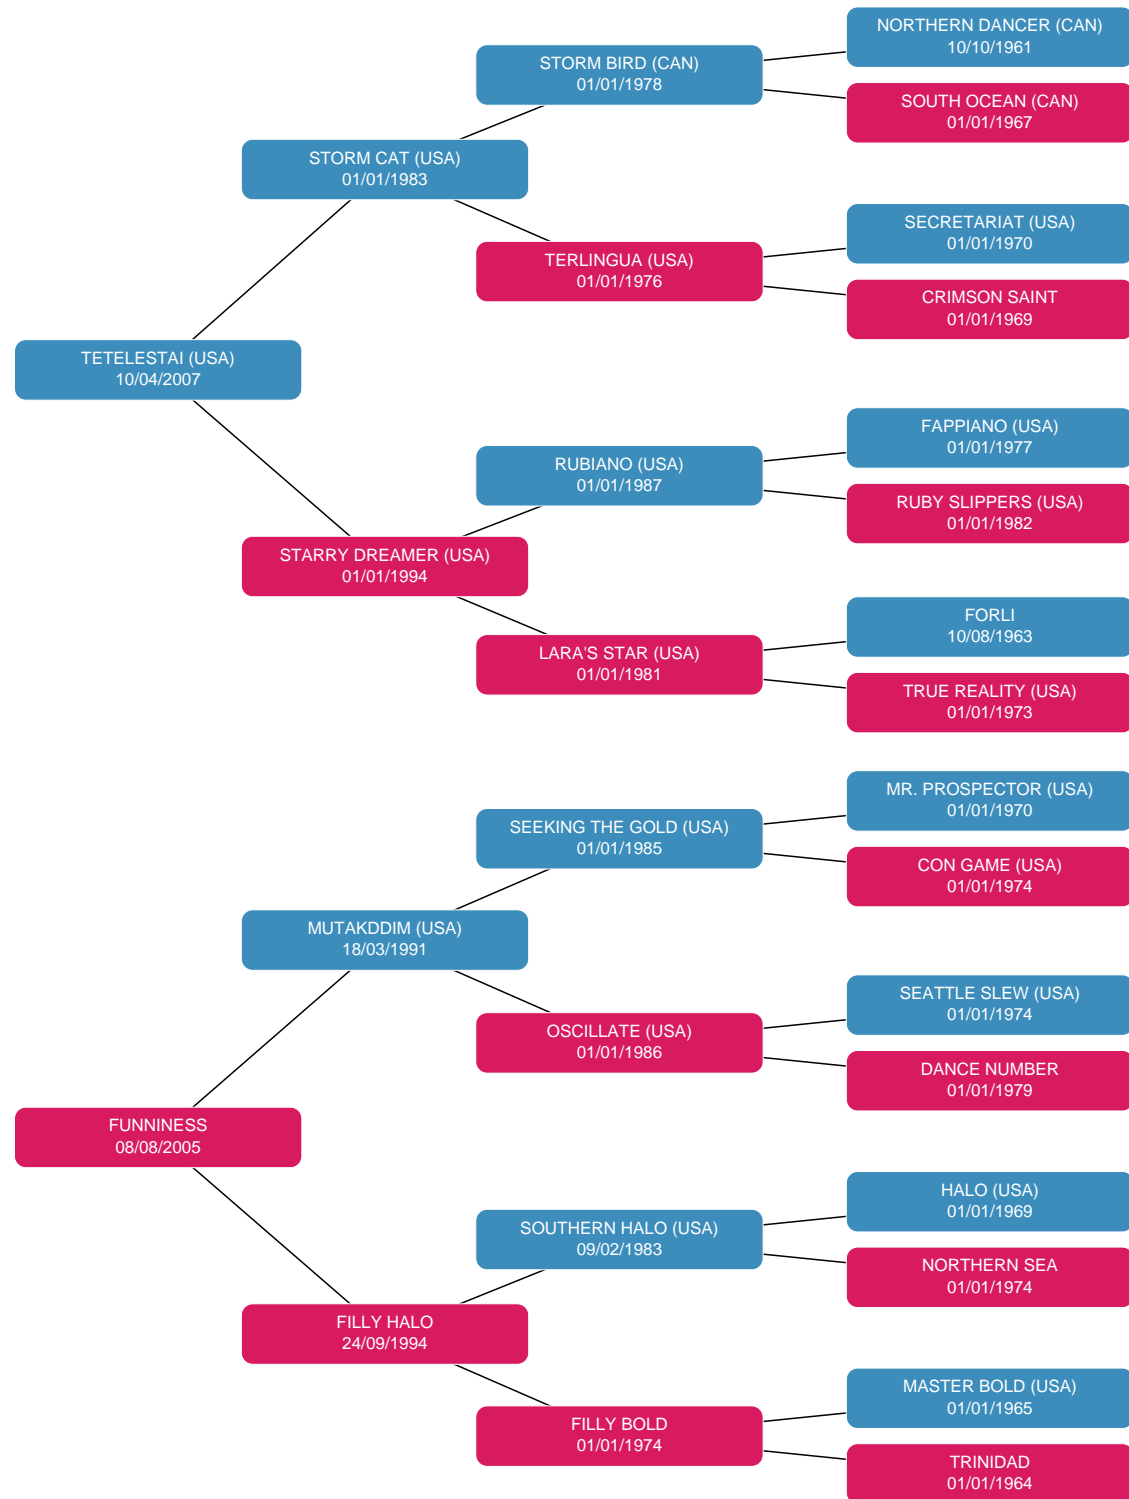 NORTHERN DANCER (CAN)
10/10/1961
STORM BIRD (CAN)
01/01/1978
SOUTH OCEAN (CAN)
01/01/1967
STORM CAT (USA)
01/01/1983
SECRETARIAT (USA)
01/01/1970
TERLINGUA (USA)
01/01/1976
CRIMSON SAINT
01/01/1969
TETELESTAI (USA)
10/04/2007
FAPPIANO (USA)
01/01/1977
RUBIANO (USA)
01/01/1987
RUBY SLIPPERS (USA)
01/01/1982
STARRY DREAMER (USA)
01/01/1994
FORLI
10/08/1963
LARA'S STAR (USA)
01/01/1981
TRUE REALITY (USA)
01/01/1973
MR. PROSPECTOR (USA)
01/01/1970
SEEKING THE GOLD (USA)
01/01/1985
CON GAME (USA)
01/01/1974
MUTAKDDIM (USA)
18/03/1991
SEATTLE SLEW (USA)
01/01/1974
OSCILLATE (USA)
01/01/1986
DANCE NUMBER
01/01/1979
FUNNINESS
08/08/2005
HALO (USA)
01/01/1969
SOUTHERN HALO (USA)
09/02/1983
NORTHERN SEA
01/01/1974
FILLY HALO
24/09/1994
MASTER BOLD (USA)
01/01/1965
FILLY BOLD
01/01/1974
TRINIDAD
01/01/1964